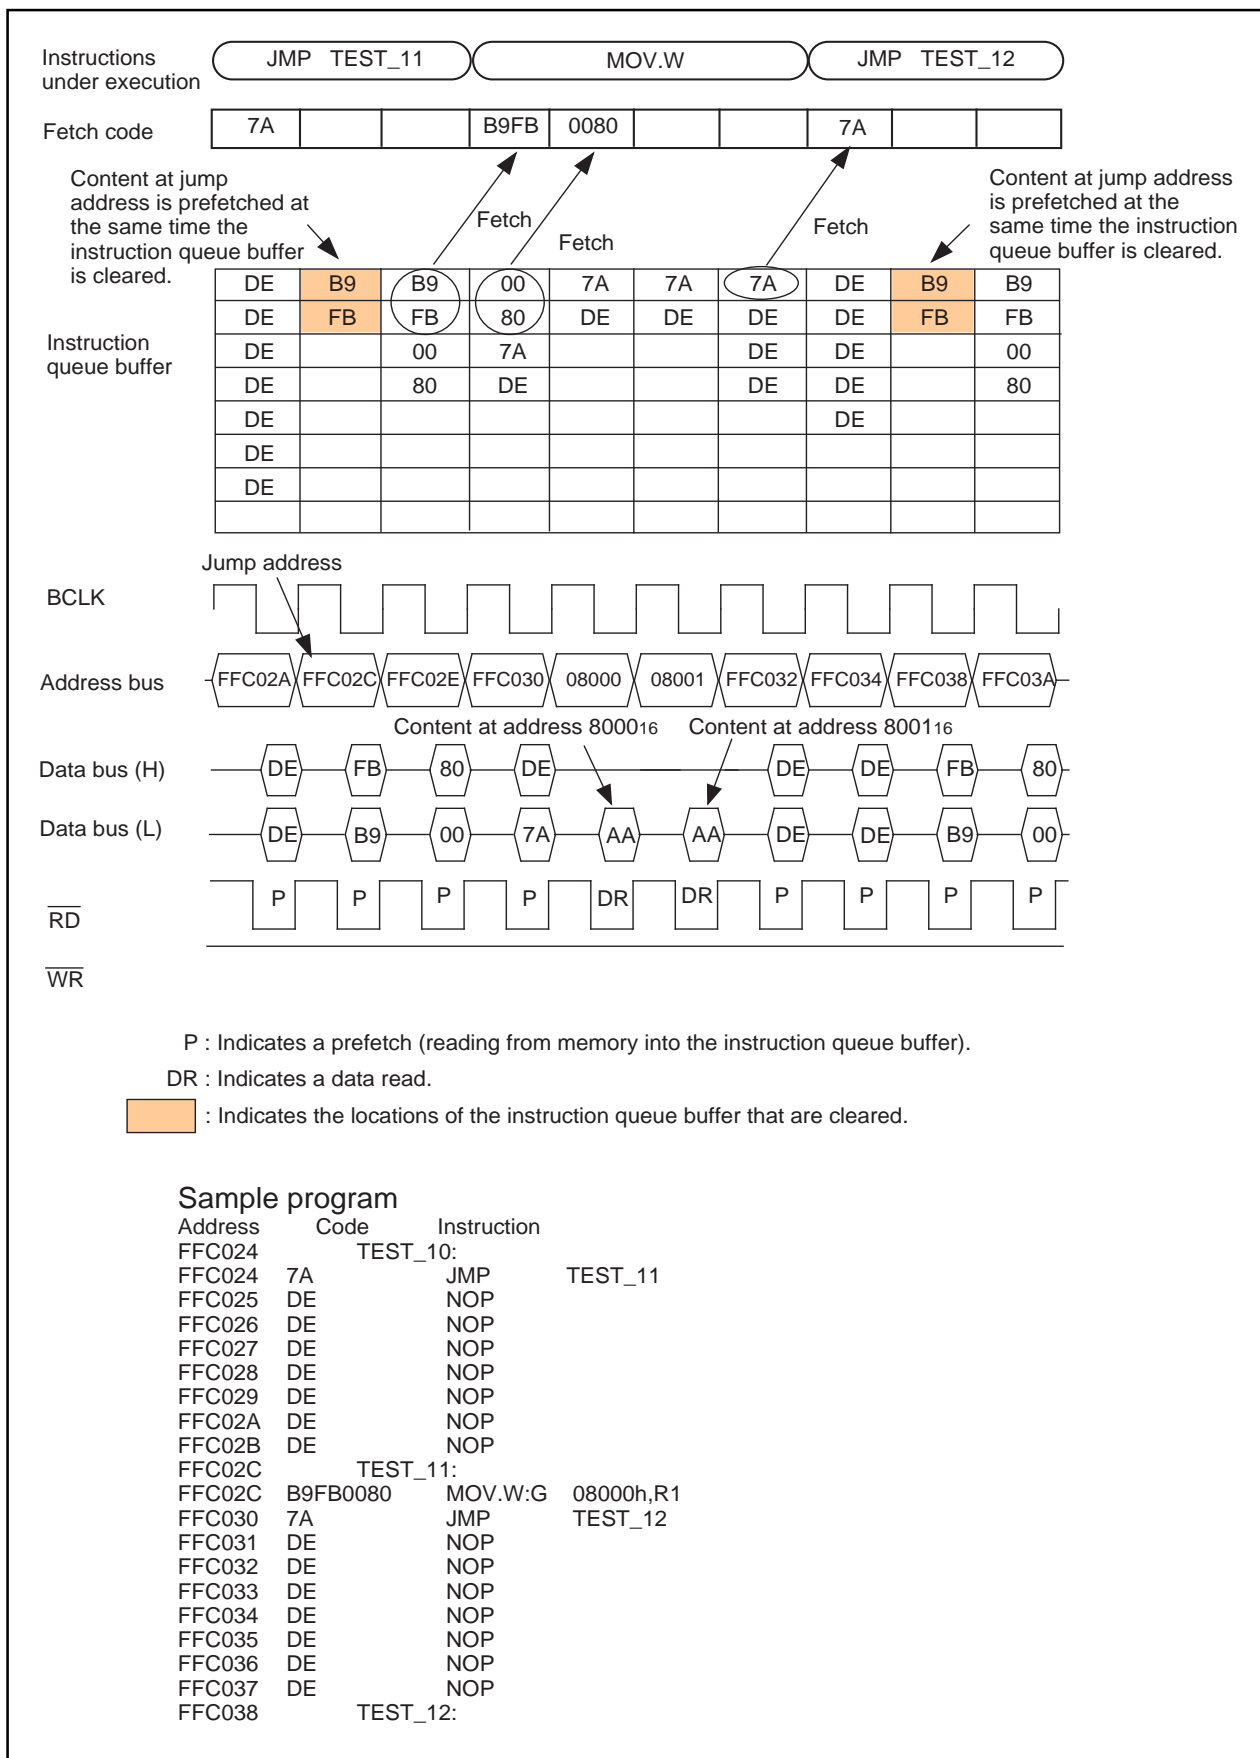 Instructions
under execution
JMP TEST_11
MOV.W
JMP TEST_12
Fetch code
7A B9FB 0080 7A
Content at jump
address is prefetched at
the same time the
instruction queue buffer
is cleared.
Fetch
Fetch
Fetch
Content at jump address
is prefetched at the
same time the instruction
queue buffer is cleared.
Instruction
queue buffer
DE B9 B9 00 7A 7A 7A DE B9 B9
DE FB FB 80 DE DE DE DE FB FB
DE 00 7A DE DE 00
DE 80 DE DE DE 80
DE DE
DE
DE
Jump address
BCLK
Address bus
FFC02A FFC02C FFC02E FFC030 08000 08001 FFC032 FFC034 FFC038 FFC03A
Content at address 800016 Content at address 800116
Data bus (H)
DE FB 80 DE DE DE FB 80
Data bus (L)
DE B9 00 7A AA AA DE DE B9 00
RD
P P P P DR DR P P P P
WR
P : Indicates a prefetch (reading from memory into the instruction queue buffer).
DR : Indicates a data read.
: Indicates the locations of the instruction queue buffer that are cleared.
Sample program
Address Code Instruction
FFC024 TEST_10:
FFC024 7A JMP TEST_11
FFC025 DE NOP
FFC026 DE NOP
FFC027 DE NOP
FFC028 DE NOP
FFC029 DE NOP
FFC02A DE NOP
FFC02B DE NOP
FFC02C TEST_11:
FFC02C B9FB0080 MOV.W:G 08000h,R1
FFC030 7A JMP TEST_12
FFC031 DE NOP
FFC032 DE NOP
FFC033 DE NOP
FFC034 DE NOP
FFC035 DE NOP
FFC036 DE NOP
FFC037 DE NOP
FFC038 TEST_12: